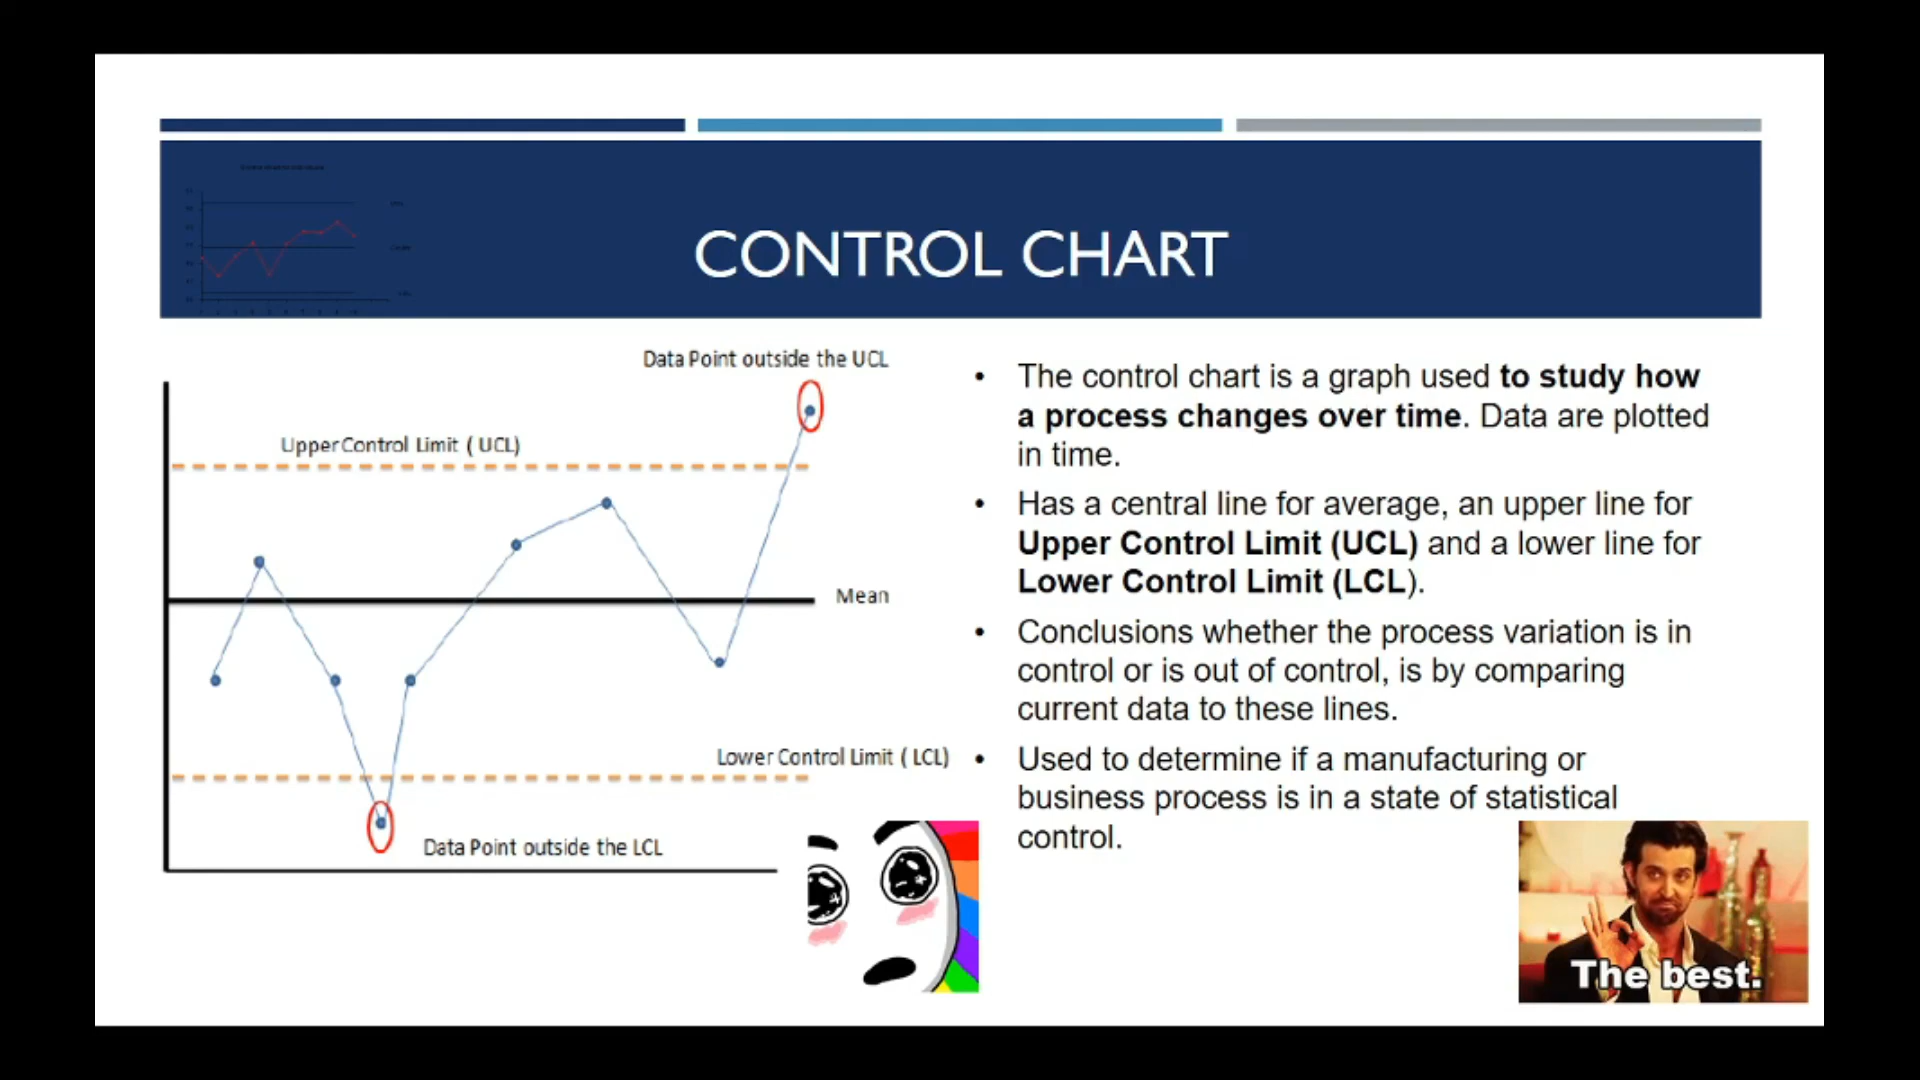 CONTROL CHART
Data Point outside the UCL
Upper Control Limit ( UCL)
Mean
Lower Control Limit ( LCL)
Data Point outside the LCL
• The control chart is a graph used to study how
a process changes over time. Data are plotted
in time.
• Has a central line for average, an upper line for
Upper Control Limit (UCL) and a lower line for
Lower Control Limit (LCL).
• Conclusions whether the process variation is in
control or is out of control, is by comparing
current data to these lines.
• Used to determine if a manufacturing or
business process is in a state of statistical
control.
The best.